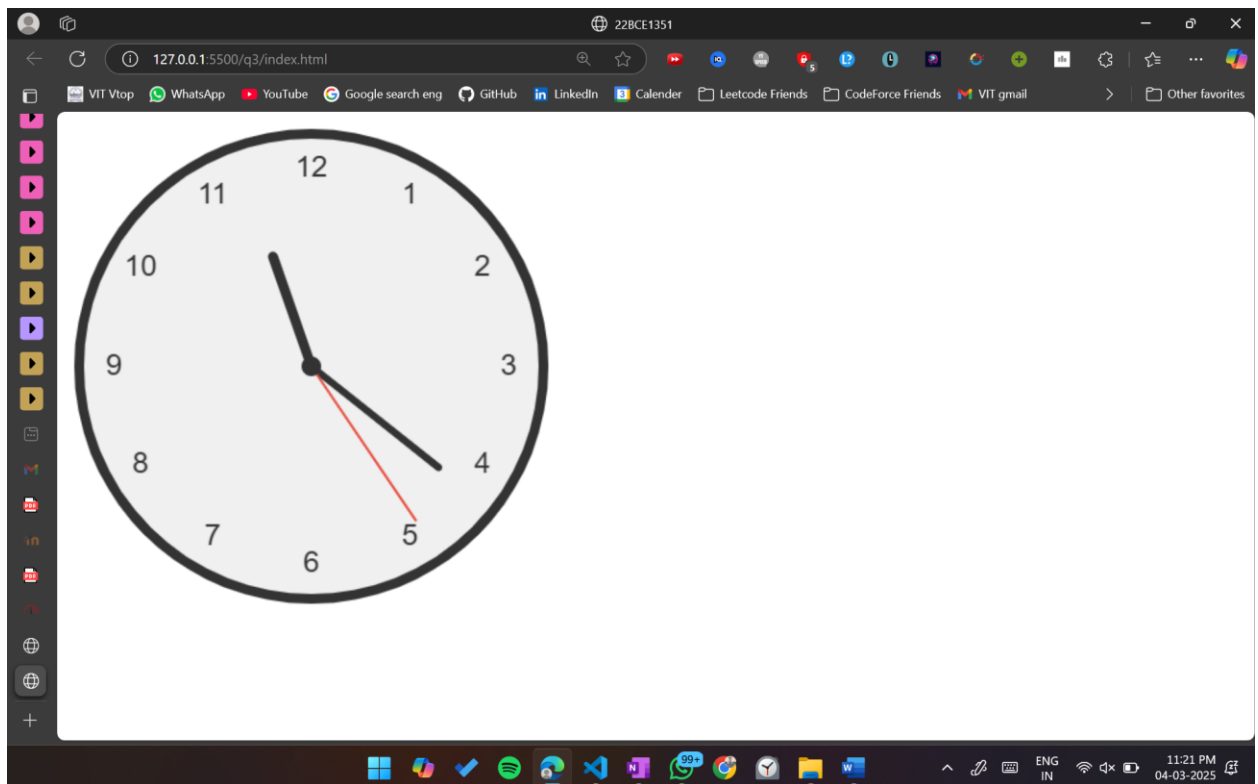 22BCE1351
127.0.0.1:5500/q3/index.html
VIT Vtop WhatsApp YouTube Google search eng GitHub LinkedIn Calender Leetcode Friends CodeForce Friends VIT gmail Other favorites
12
11 1
10 2
9 3
8 4
7 5
6
99+
ENG
IN
11:21 PM
04-03-2025